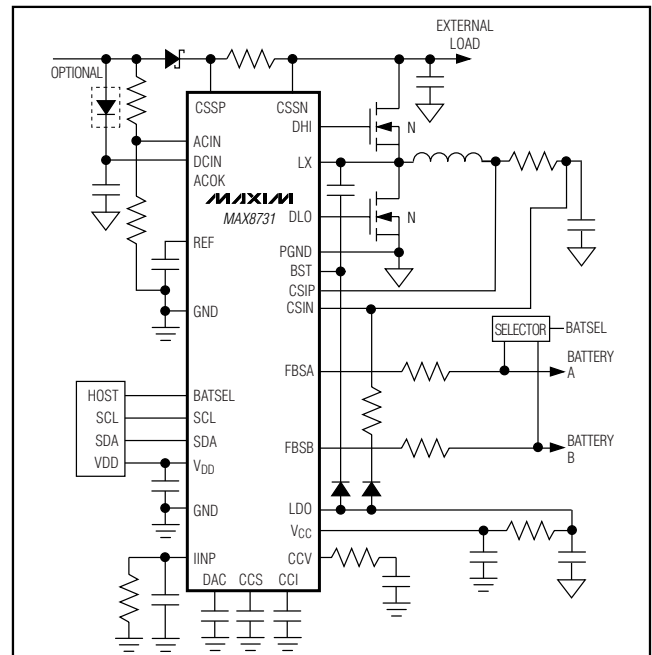 EXTERNAL
LOAD
OPTIONAL
CSSP
CSSN
DHI
N
ACIN
DCIN
LX
ACOK
MAXIM
MAX8731
DLO
N
REF
PGND
BST
CSIP
CSIN
GND
SELECTOR
BATSEL
FBSA
BATTERY
A
HOST
BATSEL
SCL
SCL
SDA
SDA
FBSB
BATTERY
B
VDD
VDD
GND
LDO
VCC
IINP
CCV
DAC
CCS
CCI